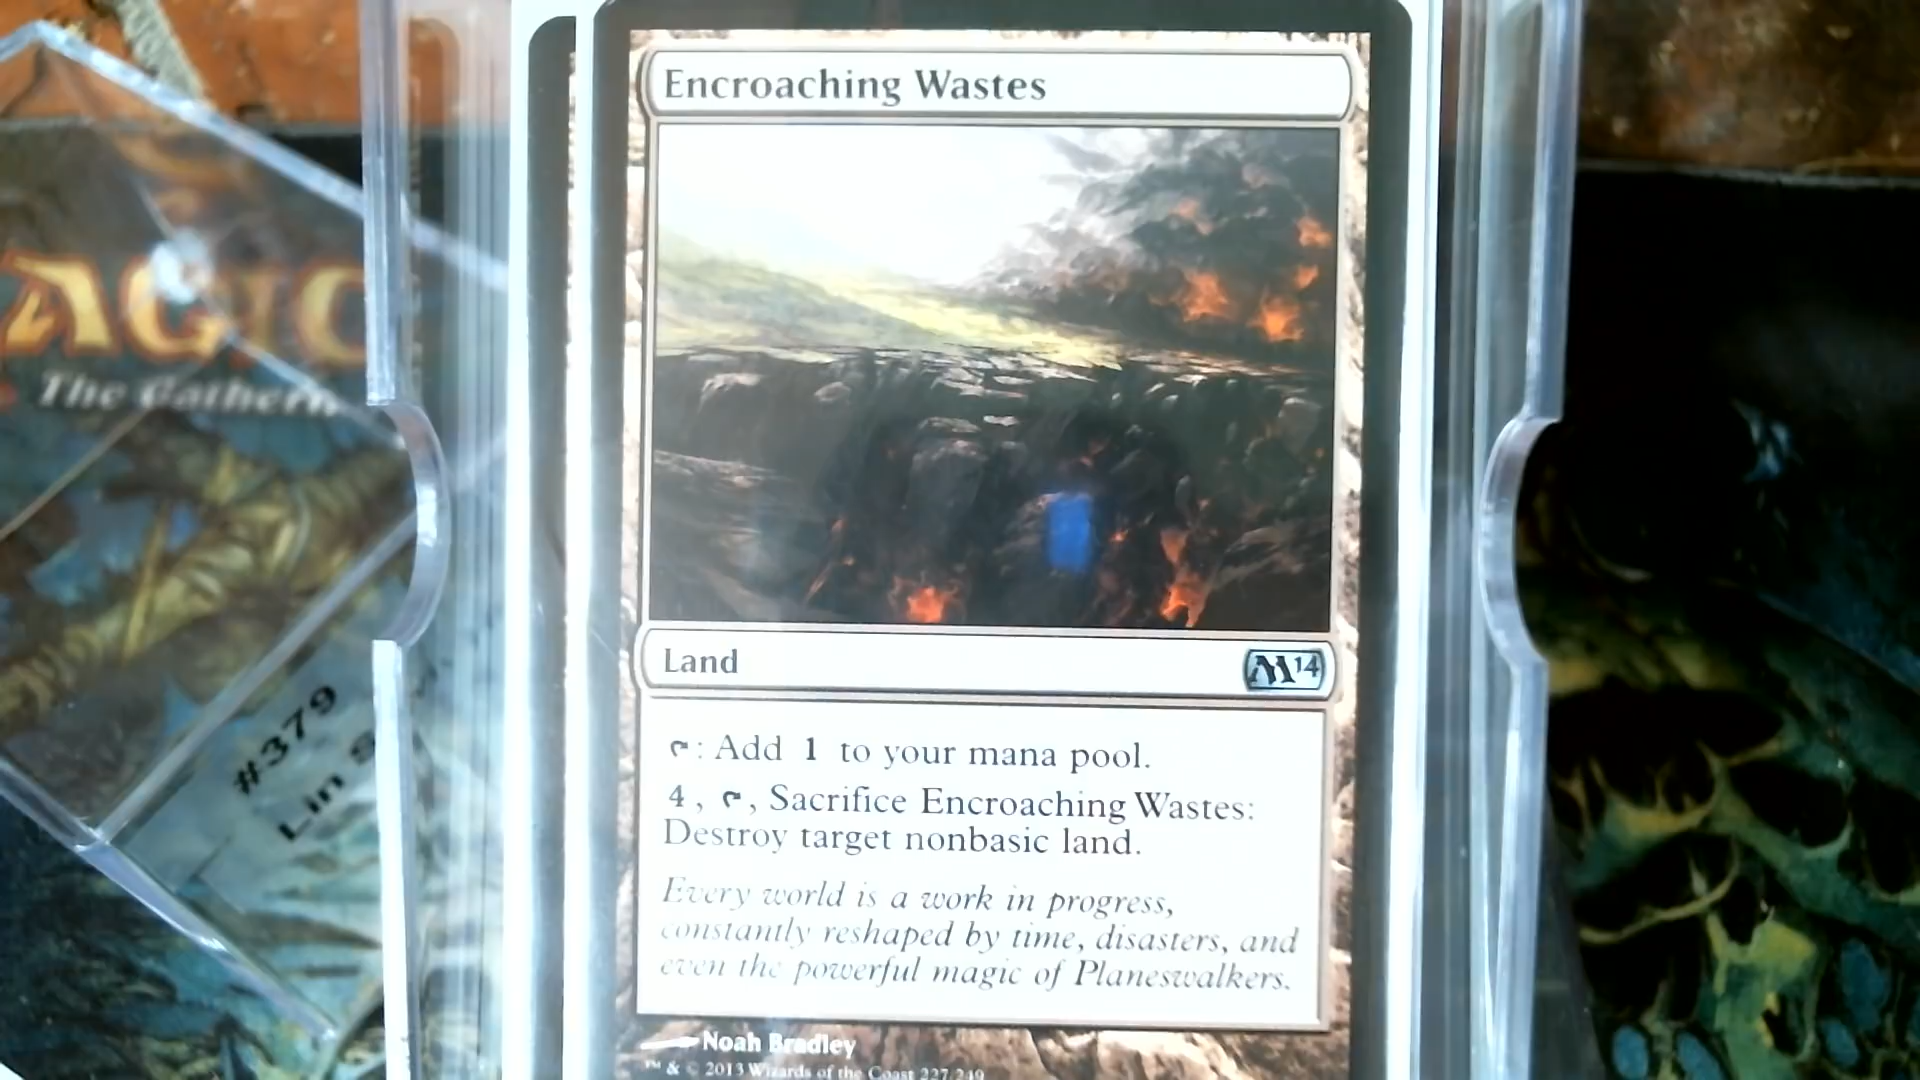 Encroaching Wastes
AGIC
The Gatherin
Land
M14
#379
Lin S
: Add 1 to your mana pool.
4, , Sacrifice Encroaching Wastes:
Destroy target nonbasic land.
Every world is a work in progress,
constantly reshaped by time, disasters, and
even the powerful magic of Planeswalkers.
Noah Bradley
™ & © 2013 Wizards of the Coast 227/249